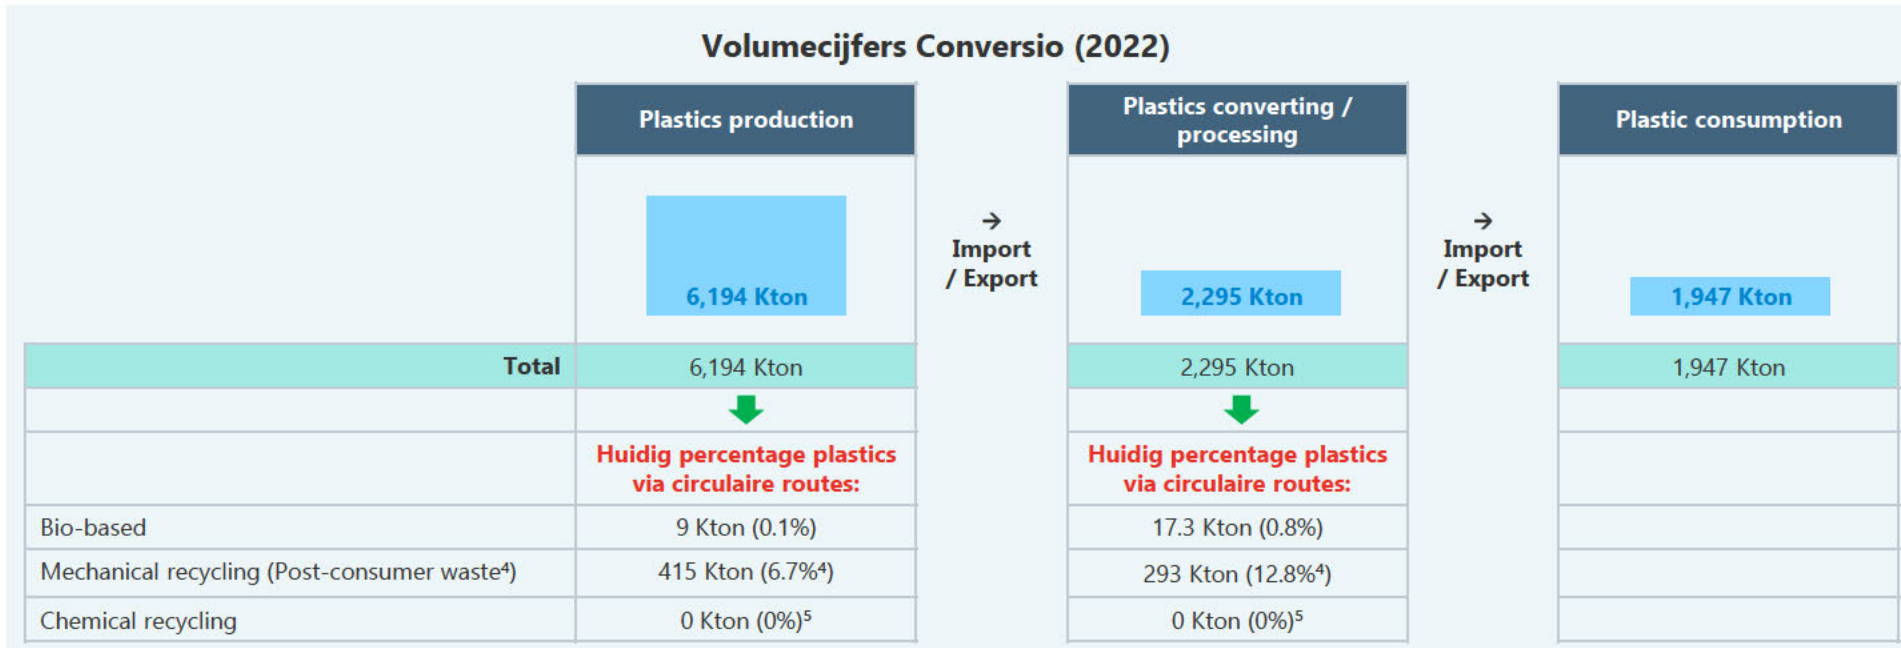 Volumecijfers Conversio (2022)
Plastics production
Plastics converting /
processing
Plastic consumption
6,194 Kton
→
Import
/ Export
2,295 Kton
→
Import
/ Export
1,947 Kton
Total 6,194 Kton 2,295 Kton 1,947 Kton
Huidig percentage plastics
via circulaire routes:
Huidig percentage plastics
via circulaire routes:
Bio-based 9 Kton (0.1%) 17.3 Kton (0.8%)
Mechanical recycling (Post-consumer waste⁴) 415 Kton (6.7%⁴) 293 Kton (12.8%⁴)
Chemical recycling 0 Kton (0%)⁵ 0 Kton (0%)⁵